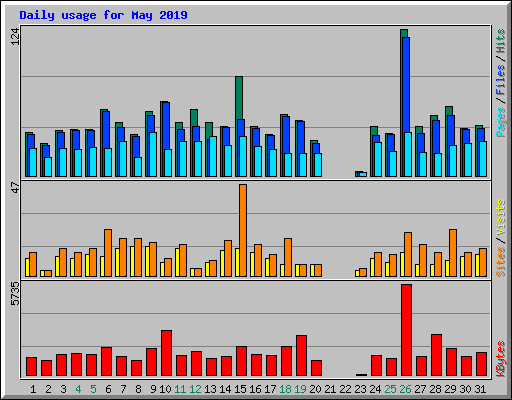 Daily usage for May 2019
124
Pages / Files / Hits
47
Sites / Visits
5735
KBytes
1 2 3 4 5 6 7 8 9 10 11 12 13 14 15 16 17 18 19 20 21 22 23 24 25 26 27 28 29 30 31